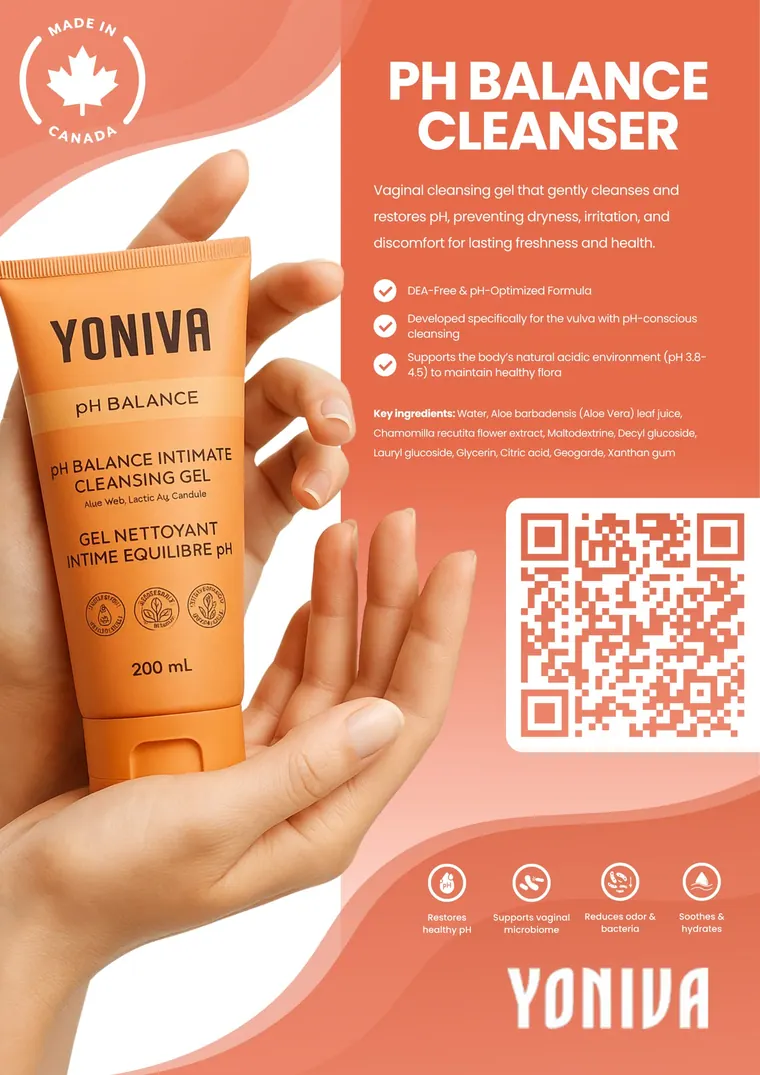 MADE IN
CANADA
PH BALANCE
CLEANSER
Vaginal cleansing gel that gently cleanses and
restores pH, preventing dryness, irritation, and
discomfort for lasting freshness and health.
DEA-Free & pH-Optimized Formula
Developed specifically for the vulva with pH-conscious
cleansing
Supports the body's natural acidic environment (pH 3.8-
4.5) to maintain healthy flora
Key ingredients: Water, Aloe barbadensis (Aloe Vera) leaf juice,
Chamomilla recutita flower extract, Maltodextrine, Decyl glucoside,
Lauryl glucoside, Glycerin, Citric acid, Geogarde, Xanthan gum
YONIVA
pH BALANCE
pH BALANCE INTIMATE
CLEANSING GEL
Alue Web, Lactic Ay, Candule
GEL NETTOYANT
INTIME EQUILIBRE pH
200 mL
pH
Restores
healthy pH
Supports vaginal
microbiome
Reduces odor &
bacteria
Soothes &
hydrates
YONIVA